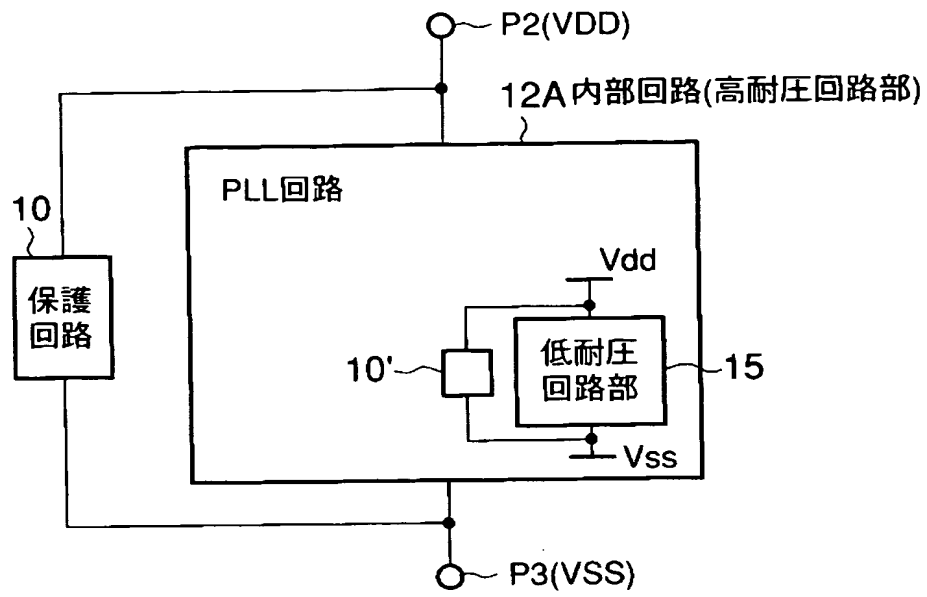 P2(VDD)
12A 内部回路(高耐圧回路部)
PLL回路
10
保護
回路
Vdd
低耐圧
回路部
10'
15
Vss
P3(VSS)